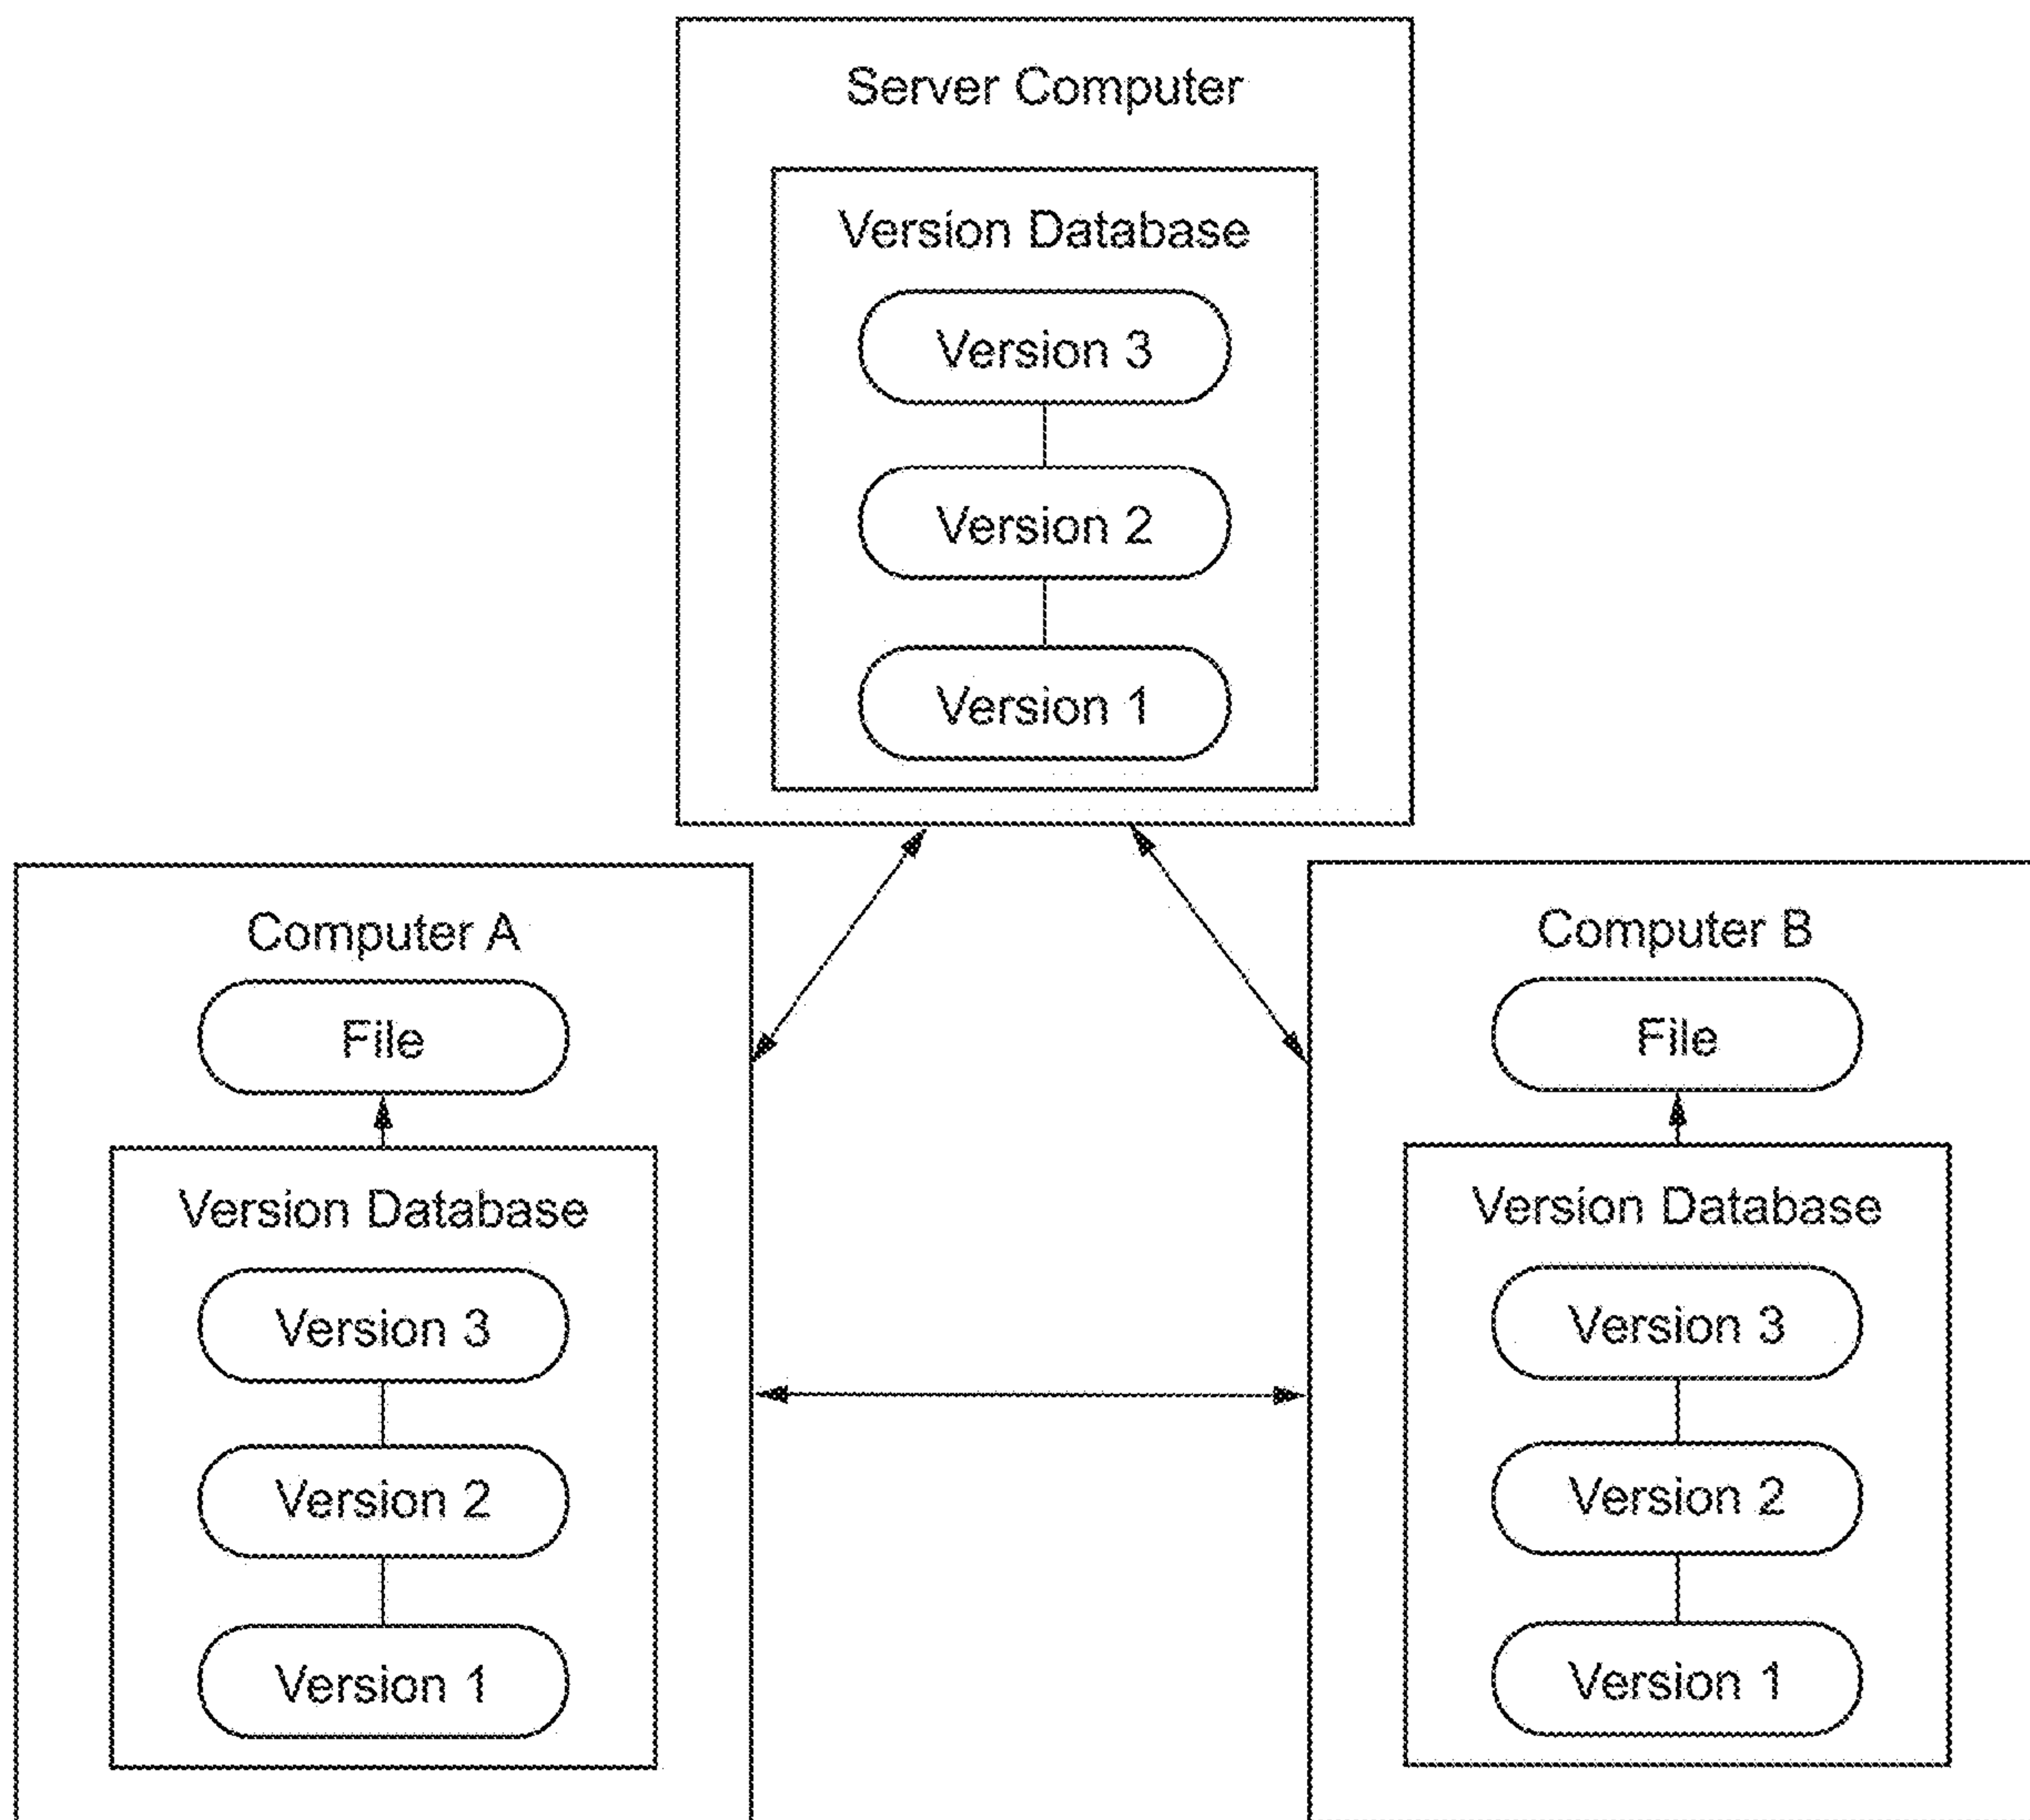 Server Computer
Version Database
Version 3
Version 2
Version 1
Computer A
File
Version Database
Version 3
Version 2
Version 1
Computer B
File
Version Database
Version 3
Version 2
Version 1